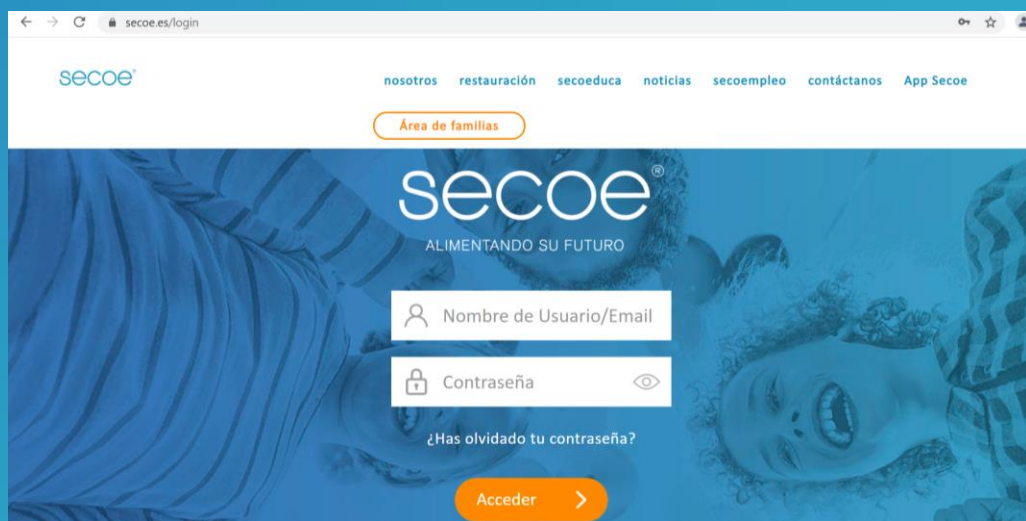 secoe.es/login
secoe®
nosotros restauración secoeduca noticias secoempleo contáctanos App Secoe
Área de familias
secoe®
ALIMENTANDO SU FUTURO
Nombre de Usuario/Email
Contraseña
¿Has olvidado tu contraseña?
Acceder